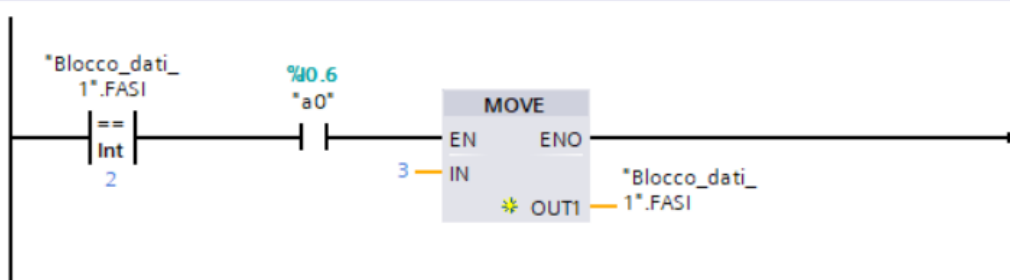 "Blocco_dati_
1".FASI
==
Int
2
%I0.6
"a0"
MOVE
EN
ENO
3
IN
OUT1
"Blocco_dati_
1".FASI